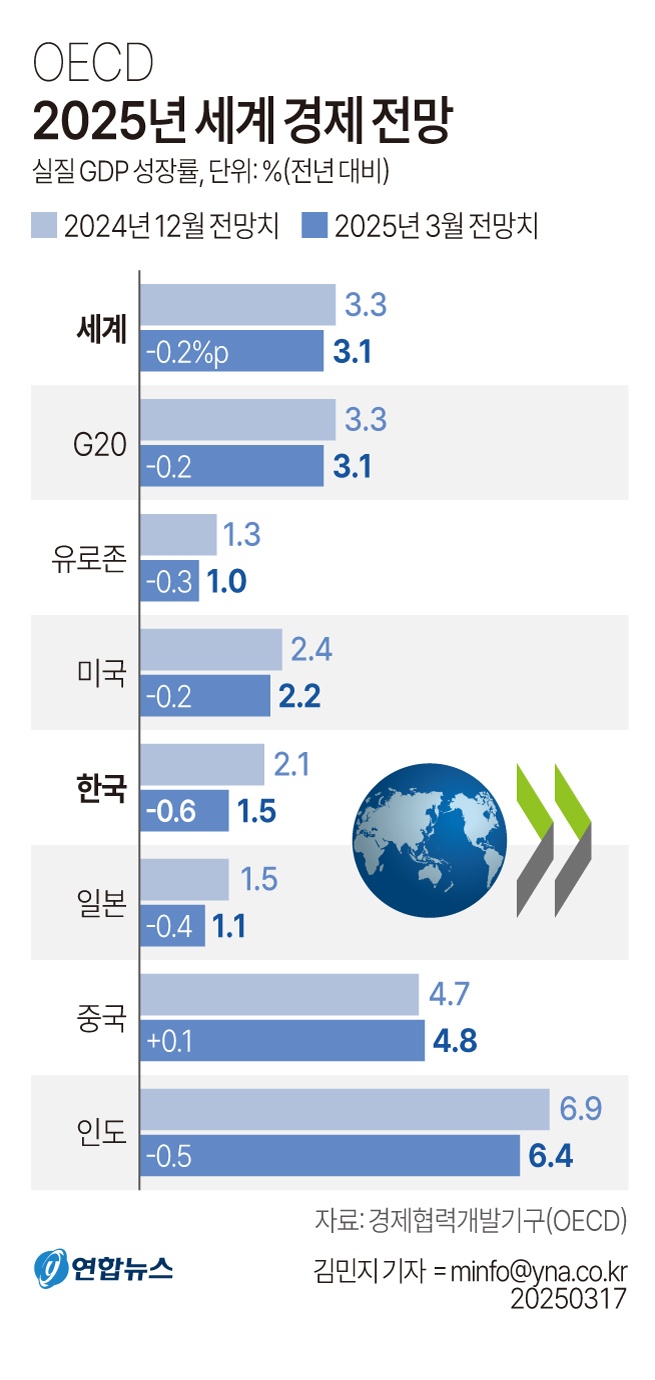 OECD
2025년 세계 경제 전망
실질 GDP 성장률, 단위: %(전년 대비)
2024년 12월 전망치 2025년 3월 전망치
세계
3.3
-0.2%p 3.1
G20
3.3
-0.2 3.1
유로존
1.3
-0.3 1.0
미국
2.4
-0.2 2.2
한국
2.1
-0.6 1.5
일본
1.5
-0.4 1.1
중국
4.7
+0.1 4.8
인도
6.9
-0.5 6.4
자료: 경제협력개발기구(OECD)
y 연합뉴스
김민지 기자 = minfo@yna.co.kr
20250317